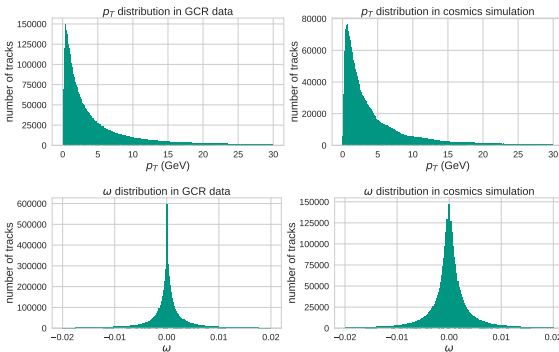 p_T distribution in GCR data
number of tracks
150000
125000
100000
75000
50000
25000
0
0 5 10 15 20 25 30
p_T (GeV)
p_T distribution in cosmics simulation
number of tracks
80000
60000
40000
20000
0
0 5 10 15 20 25 30
p_T (GeV)
ω distribution in GCR data
number of tracks
600000
500000
400000
300000
200000
100000
0
−0.02 −0.01 0.00 0.01 0.02
ω
ω distribution in cosmics simulation
number of tracks
150000
125000
100000
75000
50000
25000
0
−0.02 −0.01 0.00 0.01
ω